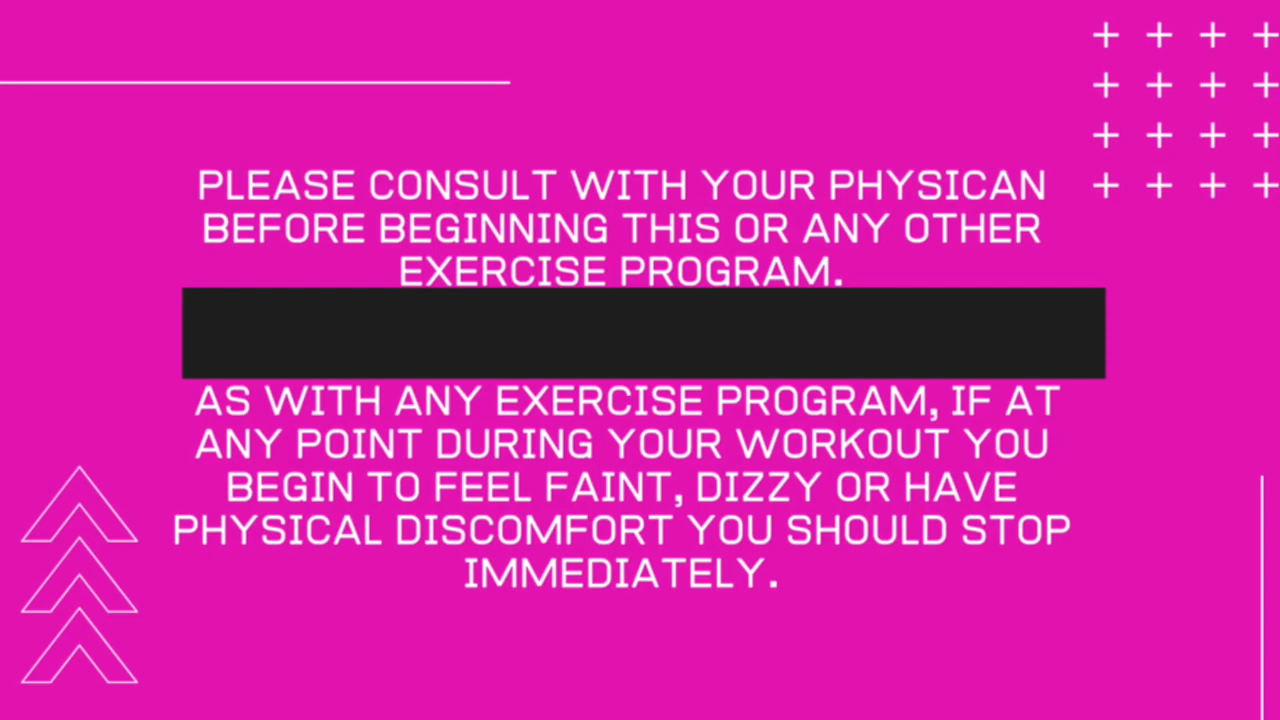 PLEASE CONSULT WITH YOUR PHYSICAN
BEFORE BEGINNING THIS OR ANY OTHER
EXERCISE PROGRAM.
AS WITH ANY EXERCISE PROGRAM, IF AT
ANY POINT DURING YOUR WORKOUT YOU
BEGIN TO FEEL FAINT, DIZZY OR HAVE
PHYSICAL DISCOMFORT YOU SHOULD STOP
IMMEDIATELY.